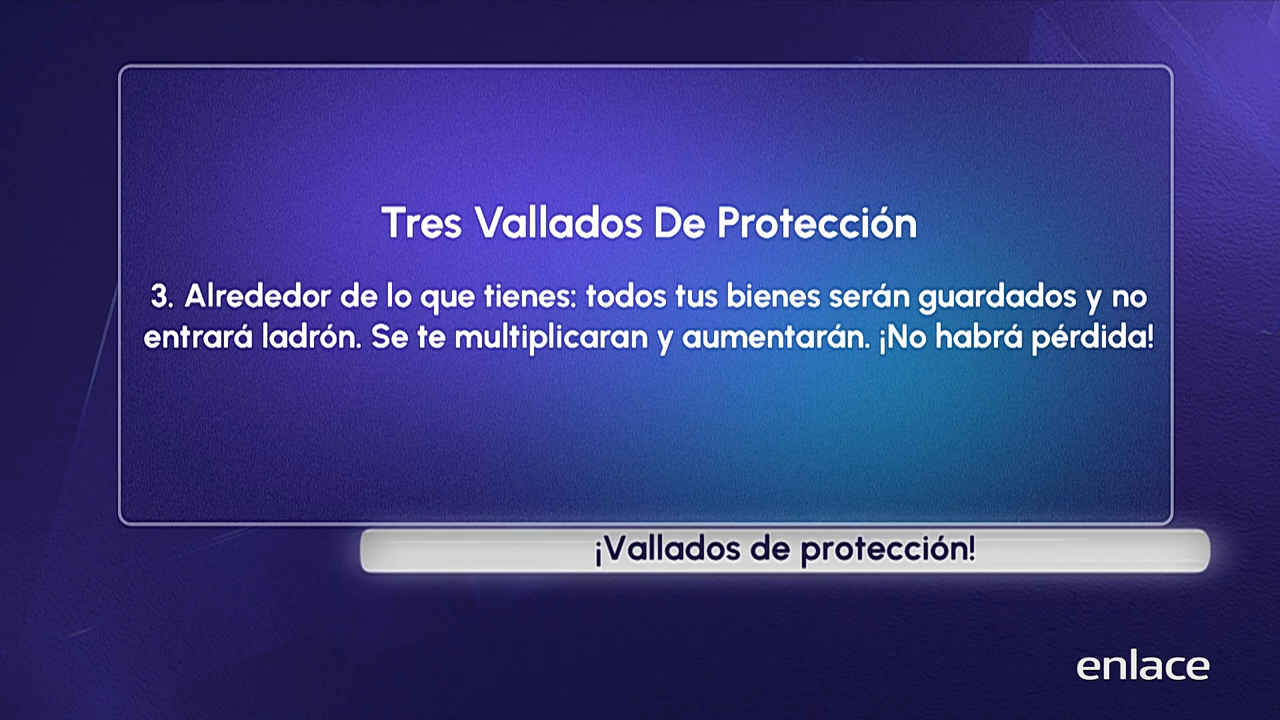 Tres Vallados De Protección
3. Alrededor de lo que tienes: todos tus bienes serán guardados y no
entrará ladrón. Se te multiplicaran y aumentarán. ¡No habrá pérdida!
¡Vallados de protección!
enlace